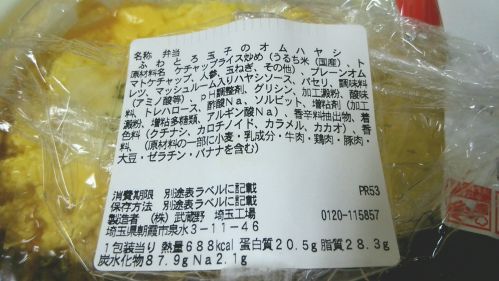 名称 弁当
ふわとろ玉子のオムハヤシ
原材料名 ケチャップライス炒め(うるち米(国産)、ト
マトケチャップ、人参、玉ねぎ、その他)、プレーンオム
レツ、マッシュルーム入りハヤシソース、パセリ、調味料
(アミノ酸等)、pH調整剤、グリシン、加工澱粉、酸味
料、トレハロース、酢酸Na、ソルビット、増粘剤(加工
澱粉、増粘多糖類、アルギン酸Na)、香辛料抽出物、着
色料(クチナシ、カロチノイド、カラメル、カカオ)、香
料、(原材料の一部に小麦・乳成分・牛肉・鶏肉・豚肉・
大豆・ゼラチン・バナナを含む)
消費期限 別途表ラベルに記載 PR53
保存方法 別途表ラベルに記載
製造者 (株)武蔵野 埼玉工場 0120-115857
埼玉県朝霞市泉水3-11-46
1包装当り 熱量688kcal 蛋白質20.5g 脂質28.3g
炭水化物87.9g Na2.1g